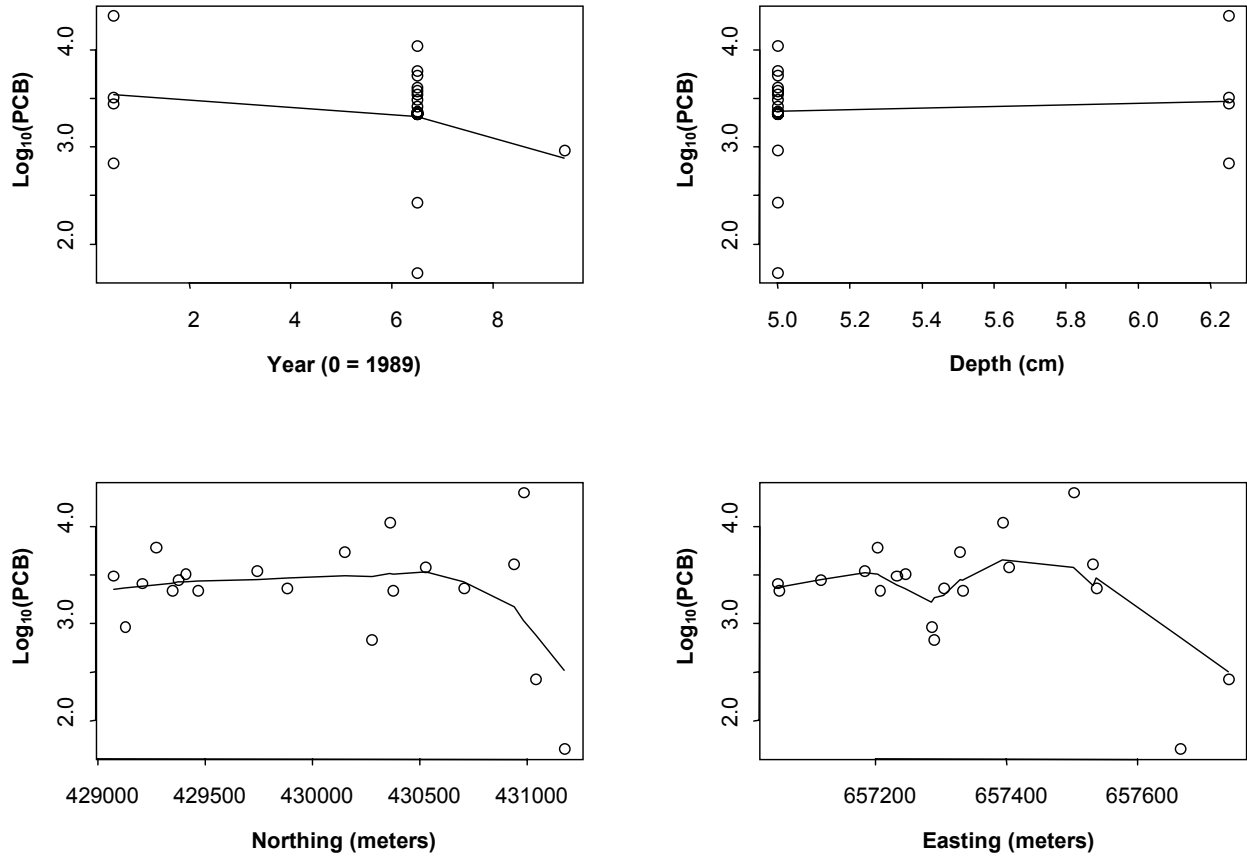 4.0
3.0
2.0
Log₁₀(PCB)
2 4 6 8
Year (0 = 1989)
4.0
3.0
2.0
Log₁₀(PCB)
5.0 5.2 5.4 5.6 5.8 6.0 6.2
Depth (cm)
4.0
3.0
2.0
Log₁₀(PCB)
429000 429500 430000 430500 431000
Northing (meters)
4.0
3.0
2.0
Log₁₀(PCB)
657200 657400 657600
Easting (meters)